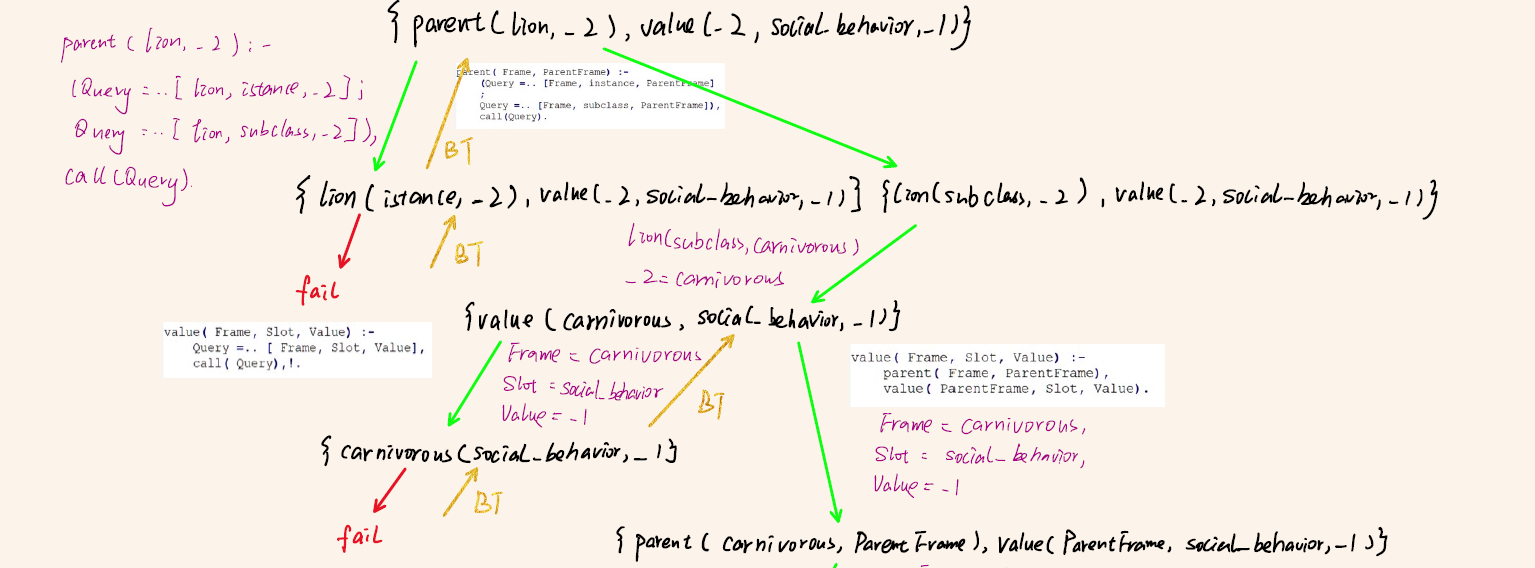 { parent( lion, _2 ), value(_2, social_behavior,_1)}
parent ( lion, _2 ) :-
(Query =..[ lion, istance,_2];
Query =..[ lion, subclass,_2]),
call(Query).
parent( Frame, ParentFrame) :-
(Query =.. [Frame, instance, ParentFrame]
;
Query =.. [Frame, subclass, ParentFrame]),
call(Query).
BT
{ lion ( istance, _2 ), value(_2, social_behavior, _1 )} {lion(subclass, _2 ), value(_2, social_behavior, _1)}
BT
lion(subclass, carnivorous)
_2 = carnivorous
fail
{value ( carnivorous, social_behavior, _1)}
value( Frame, Slot, Value) :-
Query =.. [ Frame, Slot, Value],
call( Query),!.
Frame = carnivorous
Slot = social_behavior
Value = _1
BT
value( Frame, Slot, Value) :-
parent( Frame, ParentFrame),
value( ParentFrame, Slot, Value).
Frame = carnivorous,
Slot = social_behavior,
Value = _1
{ carnivorous(social_behavior, _1}
BT
fail
{ parent ( carnivorous, ParentFrame ), value( ParentFrame, social_behavior, _1 )}